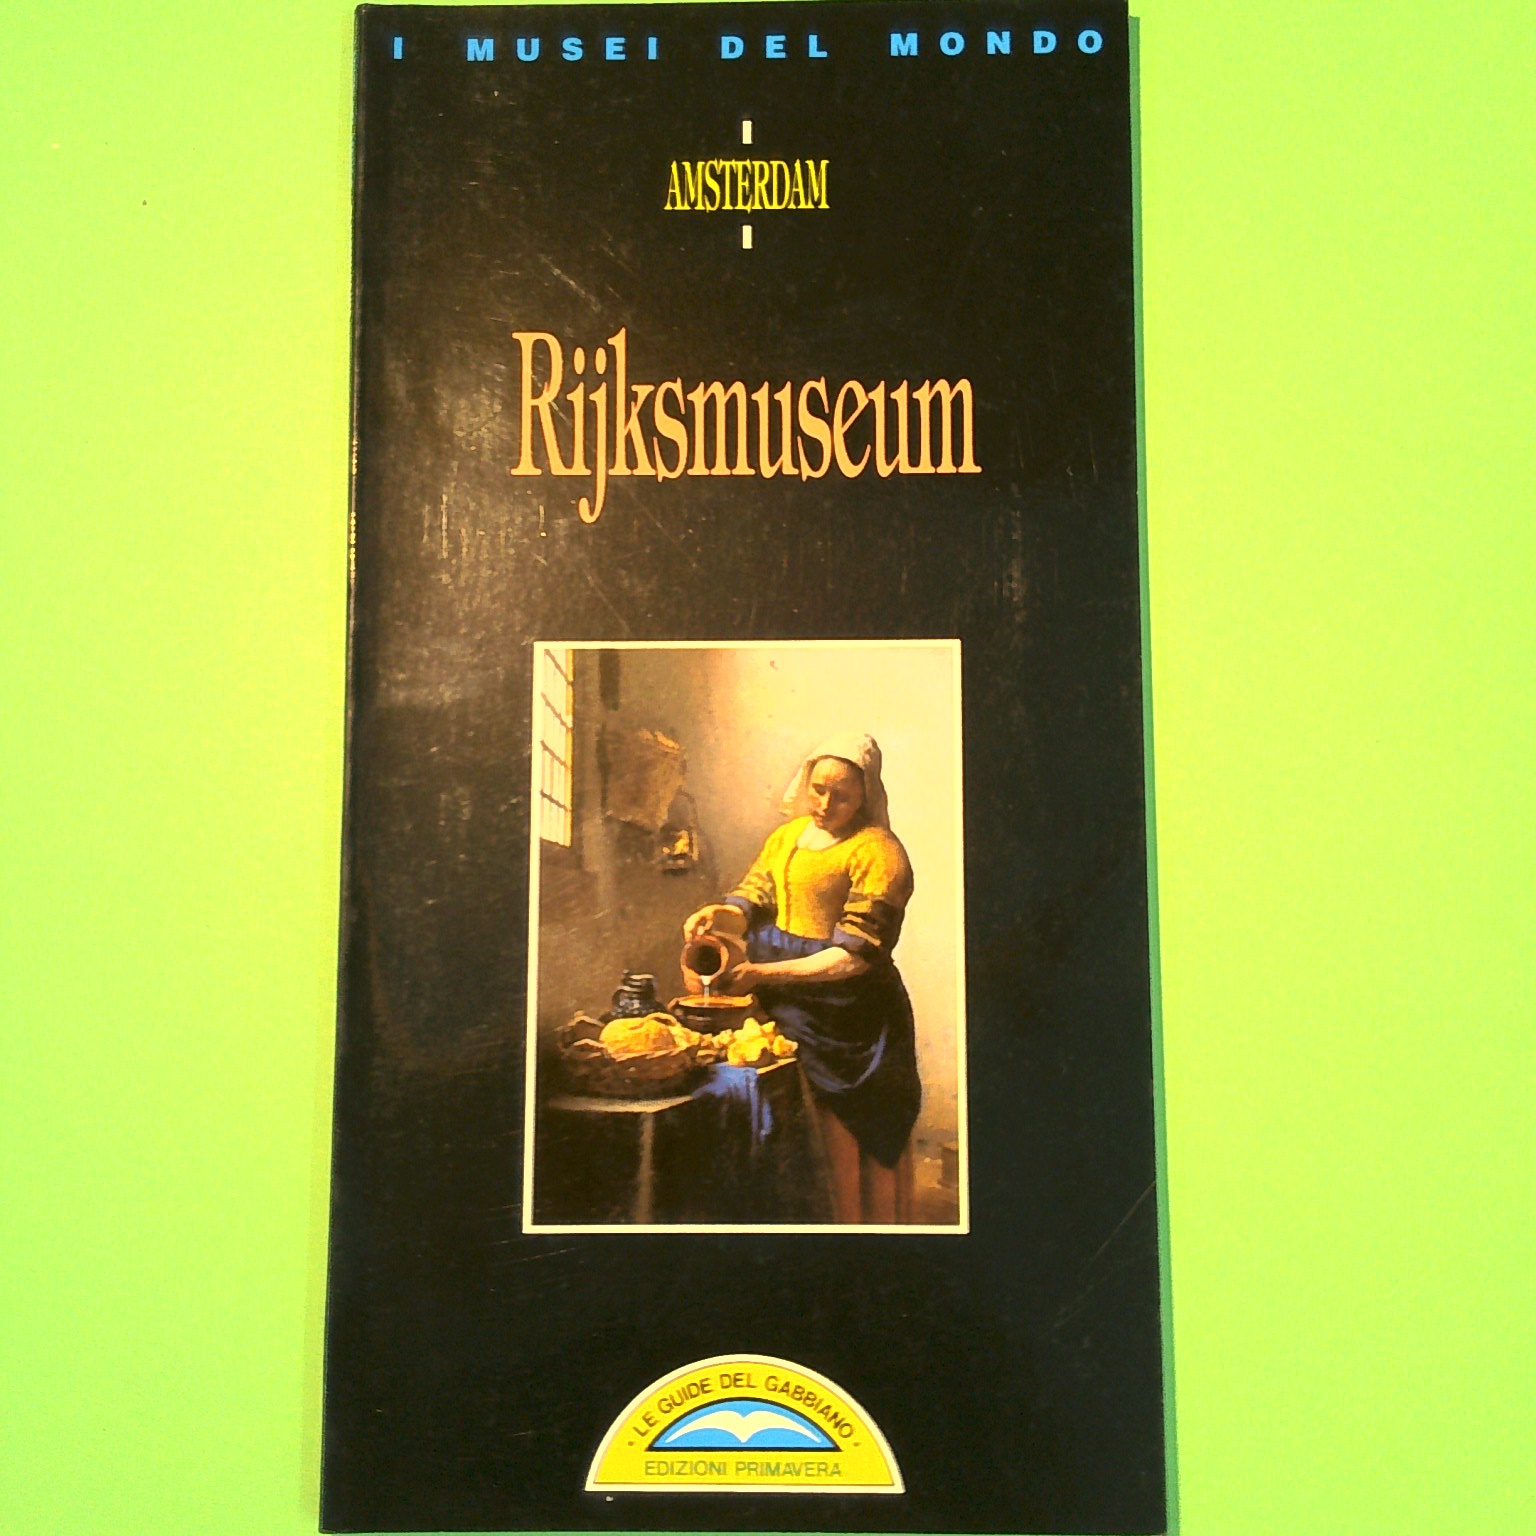 I MUSEI DEL MONDO
AMSTERDAM
Rijksmuseum
· LE GUIDE DEL GABBIANO ·
EDIZIONI PRIMAVERA